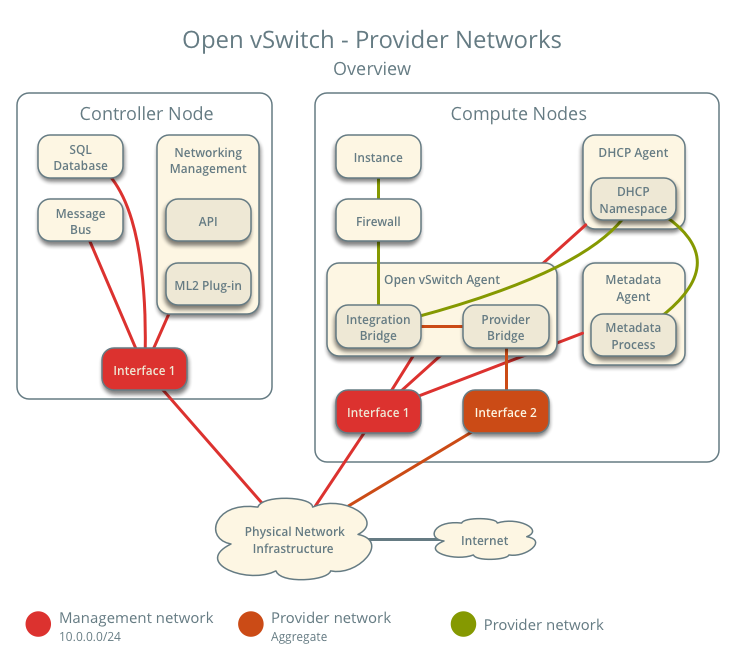 Open vSwitch - Provider Networks
Overview
Controller Node
SQL
Database
Networking
Management
Message
Bus
API
ML2 Plug-in
Interface 1
Compute Nodes
Instance
DHCP Agent
DHCP
Namespace
Firewall
Open vSwitch Agent
Integration
Bridge
Provider
Bridge
Metadata
Agent
Metadata
Process
Interface 1
Interface 2
Physical Network
Infrastructure
Internet
Management network
10.0.0.0/24
Provider network
Aggregate
Provider network